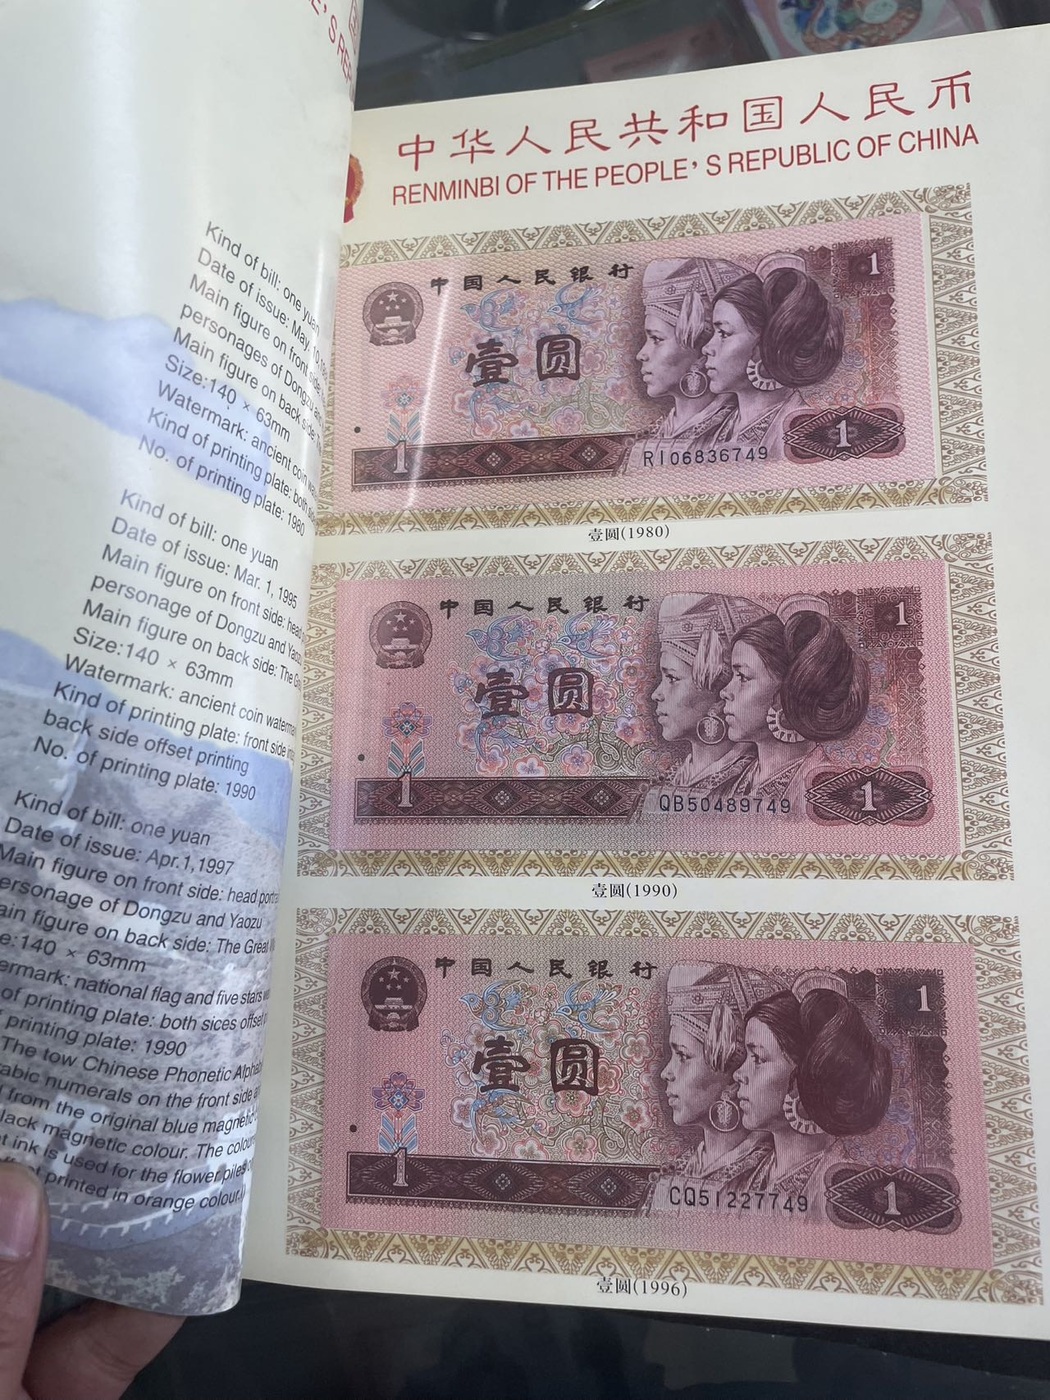 Kind of bill: one yuan
Date of issue: May
Main figure on front side:
personages of Dongzu
Main figure on back side:
Size:140 × 63mm
Watermark: ancient coin
Kind of printing plate: both
No. of printing plate: 1980
Kind of bill: one yuan
Date of issue: Mar. 1, 1995
Main figure on front side: head
personage of Dongzu and Yaozu
Main figure on back side: The
Size:140 × 63mm
Watermark: ancient coin
Kind of printing plate: front side
back side offset printing
No. of printing plate: 1990
Kind of bill: one yuan
Date of issue: Apr.1,1997
Main figure on front side: head
ersonage of Dongzu and Yaozu
ain figure on back side: The Great
e:140 × 63mm
ermark: national flag and five stars
of printing plate: both sices offset
printing plate: 1990
The tow Chinese Phonetic
abic numerals on the front side
from the original blue magnetic
lack magnetic colour. The
ink is used for the flower
printed in orange colour.
中华人民共和国人民币
RENMINBI OF THE PEOPLE'S REPUBLIC OF CHINA
中国人民银行
1
壹圆
1
RI06836749
1
壹圆(1980)
中国人民银行
1
壹圆
1
QB50489749
1
壹圆(1990)
中国人民银行
1
壹圆
1
CQ51227749
1
壹圆(1996)